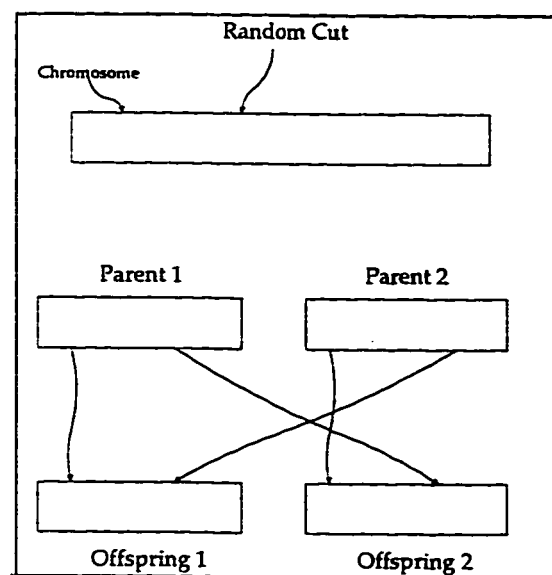 Random Cut
Chromosome
Parent 1
Parent 2
Offspring 1
Offspring 2